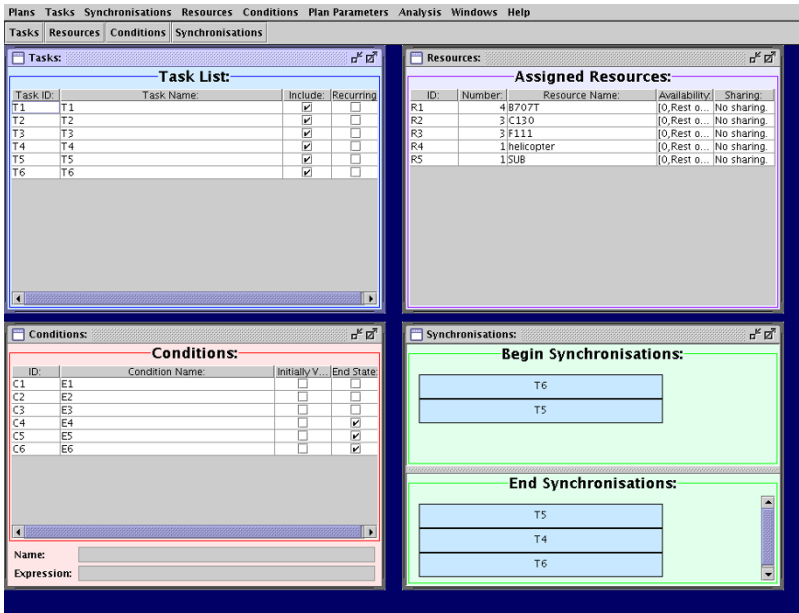 Plans Tasks Synchronisations Resources Conditions Plan Parameters Analysis Windows Help
Tasks Resources Conditions Synchronisations
Tasks:
Task List:
Task ID: Task Name: Include: Recurring
T1 T1
T2 T2
T3 T3
T4 T4
T5 T5
T6 T6
Resources:
Assigned Resources:
ID: Number: Resource Name: Availability: Sharing:
R1 4 B707T [0,Rest o... No sharing.
R2 3 C130 [0,Rest o... No sharing.
R3 3 F111 [0,Rest o... No sharing.
R4 1 helicopter [0,Rest o... No sharing.
R5 1 SUB [0,Rest o... No sharing.
Conditions:
Conditions:
ID: Condition Name: Initially V... End State:
C1 E1
C2 E2
C3 E3
C4 E4
C5 E5
C6 E6
Name:
Expression:
Synchronisations:
Begin Synchronisations:
T6
T5
End Synchronisations:
T5
T4
T6